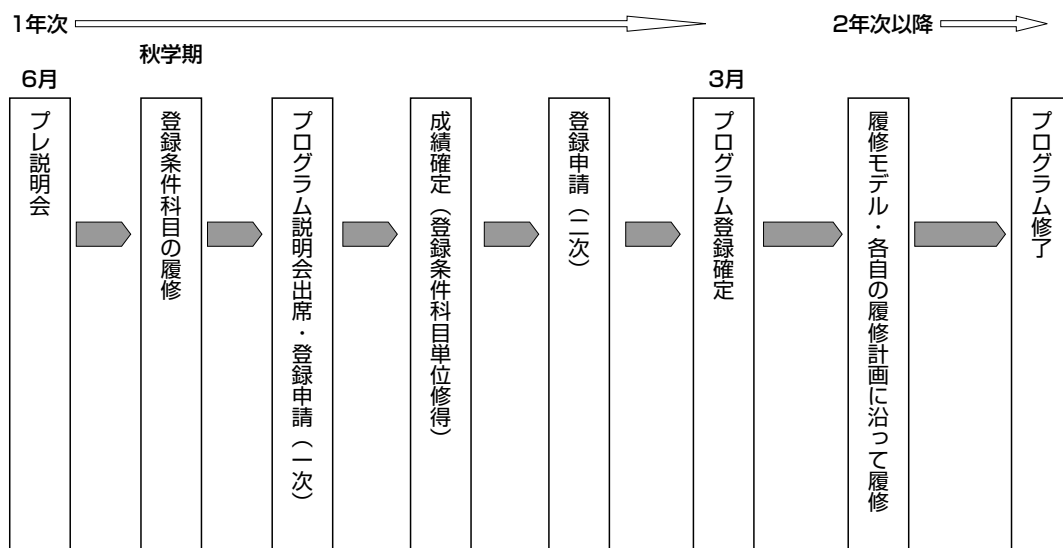 1年次
2年次以降
秋学期
6月
3月
プレ説明会
登録条件科目の履修
プログラム説明会出席・登録申請（一次）
成績確定（登録条件科目単位修得）
登録申請（二次）
プログラム登録確定
履修モデル・各自の履修計画に沿って履修
プログラム修了